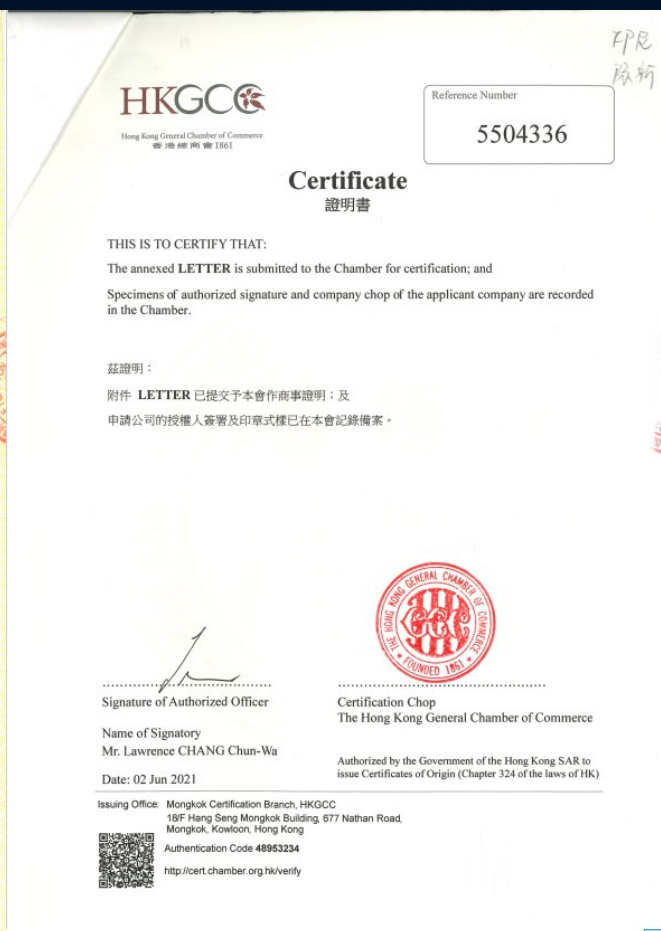 印尼
HKGCC
Reference Number
5504336
Hong Kong General Chamber of Commerce
香港總商會 1861
Certificate
證明書
THIS IS TO CERTIFY THAT:
The annexed LETTER is submitted to the Chamber for certification; and
Specimens of authorized signature and company chop of the applicant company are recorded
in the Chamber.
茲證明：
附件 LETTER 已提交予本會作商事證明；及
申請公司的授權人簽署及印章式樣已在本會記錄備案。
THE HONG KONG GENERAL CHAMBER OF COMMERCE
FOUNDED 1861
Signature of Authorized Officer
Name of Signatory
Mr. Lawrence CHANG Chun-Wa
Date: 02 Jun 2021
Certification Chop
The Hong Kong General Chamber of Commerce
Authorized by the Government of the Hong Kong SAR to
issue Certificates of Origin (Chapter 324 of the laws of HK)
Issuing Office: Mongkok Certification Branch, HKGCC
18/F Hang Seng Mongkok Building, 677 Nathan Road,
Mongkok, Kowloon, Hong Kong
Authentication Code 48953234
http://cert.chamber.org.hk/verify